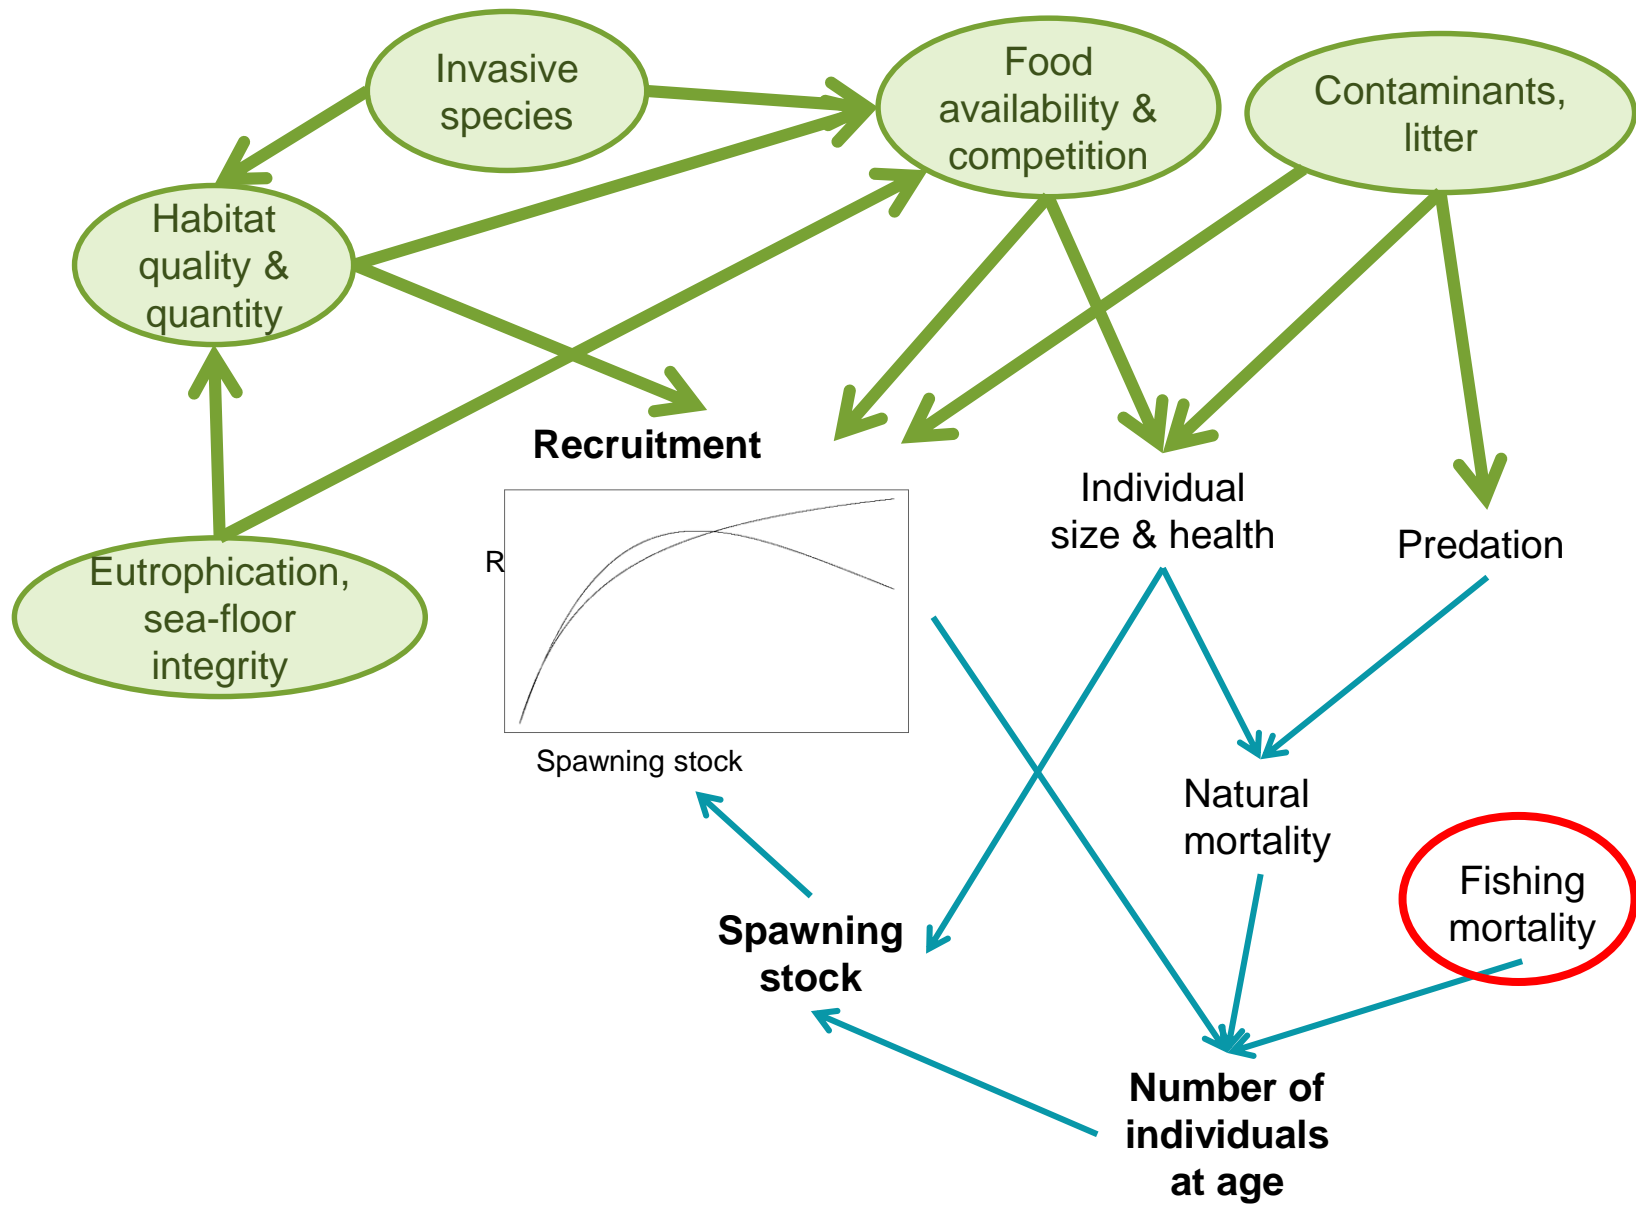 Invasive
species
Food
availability &
competition
Contaminants,
litter
Habitat
quality &
quantity
Recruitment
Individual
size & health
Predation
Eutrophication,
sea-floor
integrity
R
Spawning stock
Natural
mortality
Fishing
mortality
Spawning
stock
Number of
individuals
at age